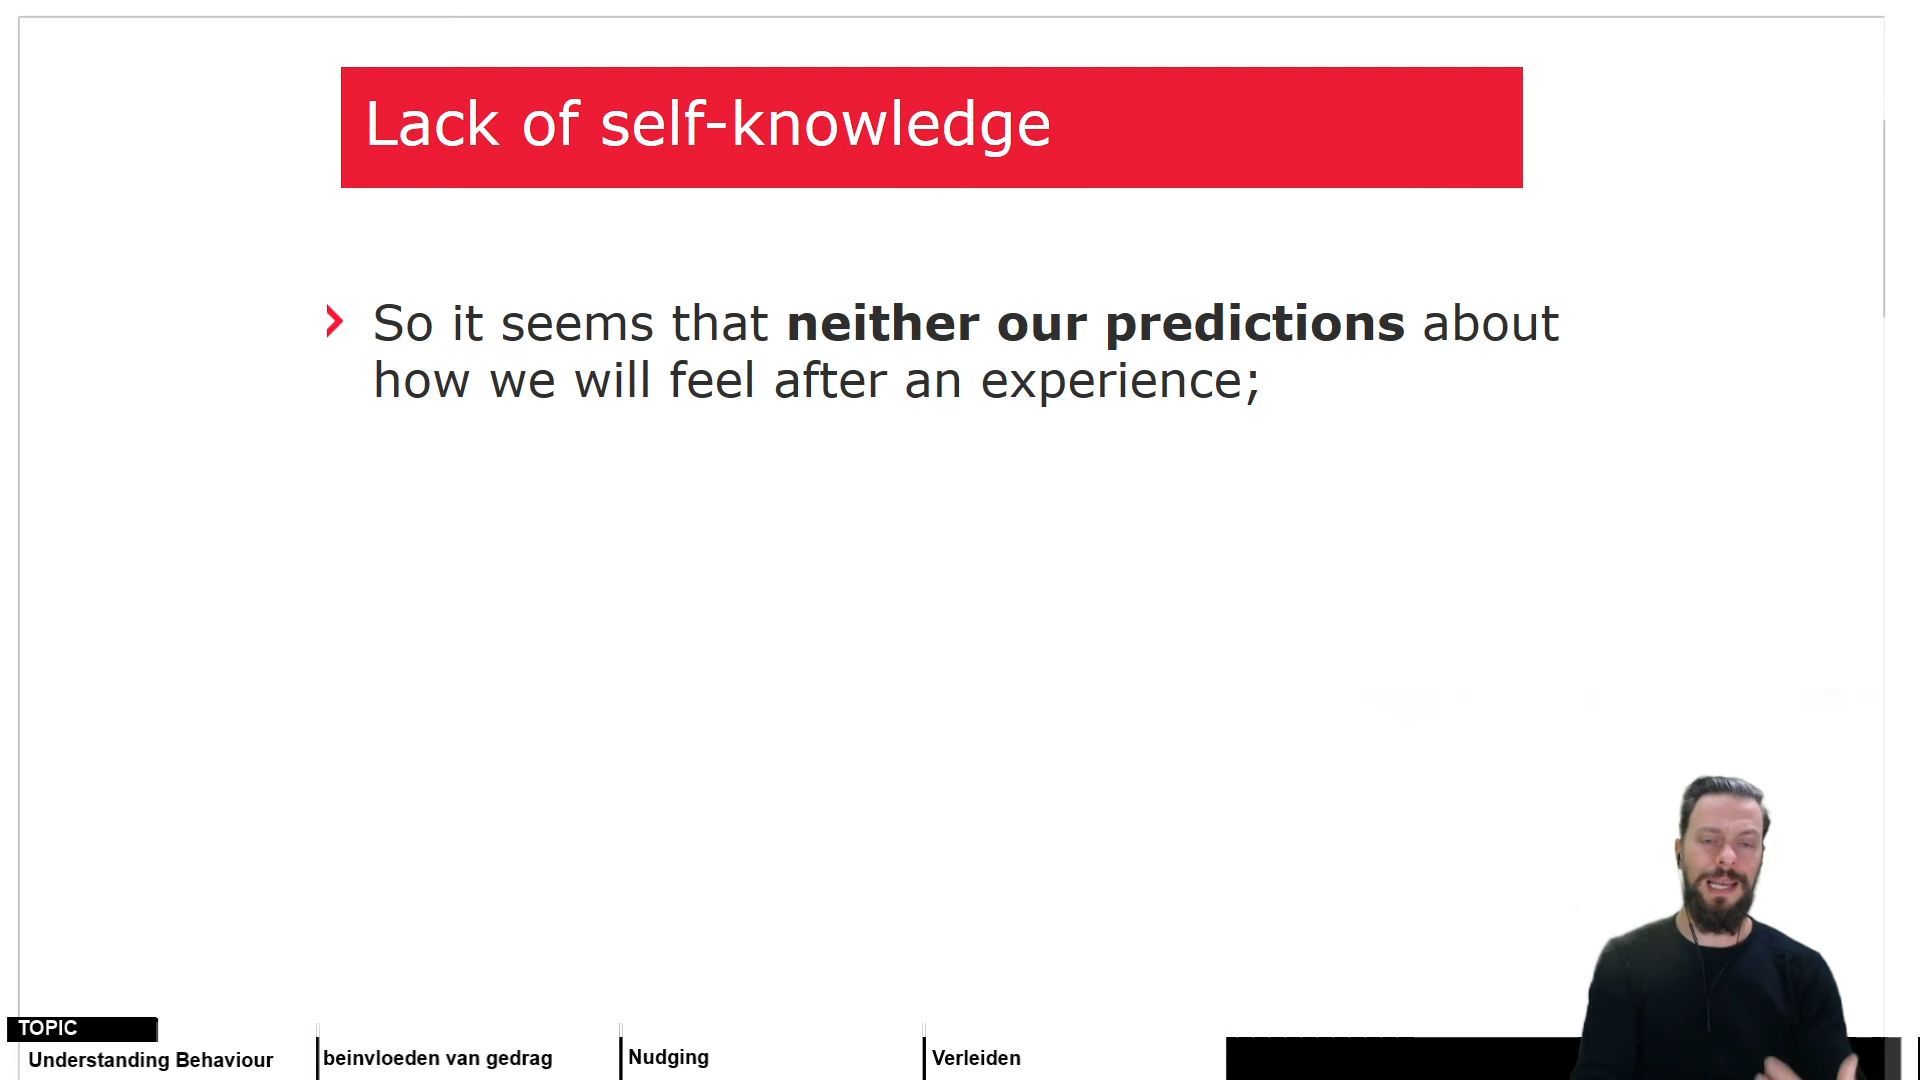 Lack of self-knowledge
So it seems that neither our predictions about
how we will feel after an experience;
TOPIC
Understanding Behaviour
beinvloeden van gedrag
Nudging
Verleiden